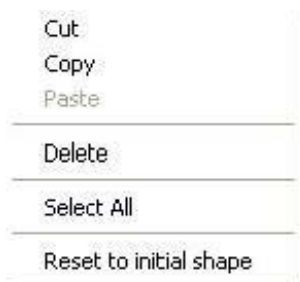 Cut
Copy
Paste
Delete
Select All
Reset to initial shape